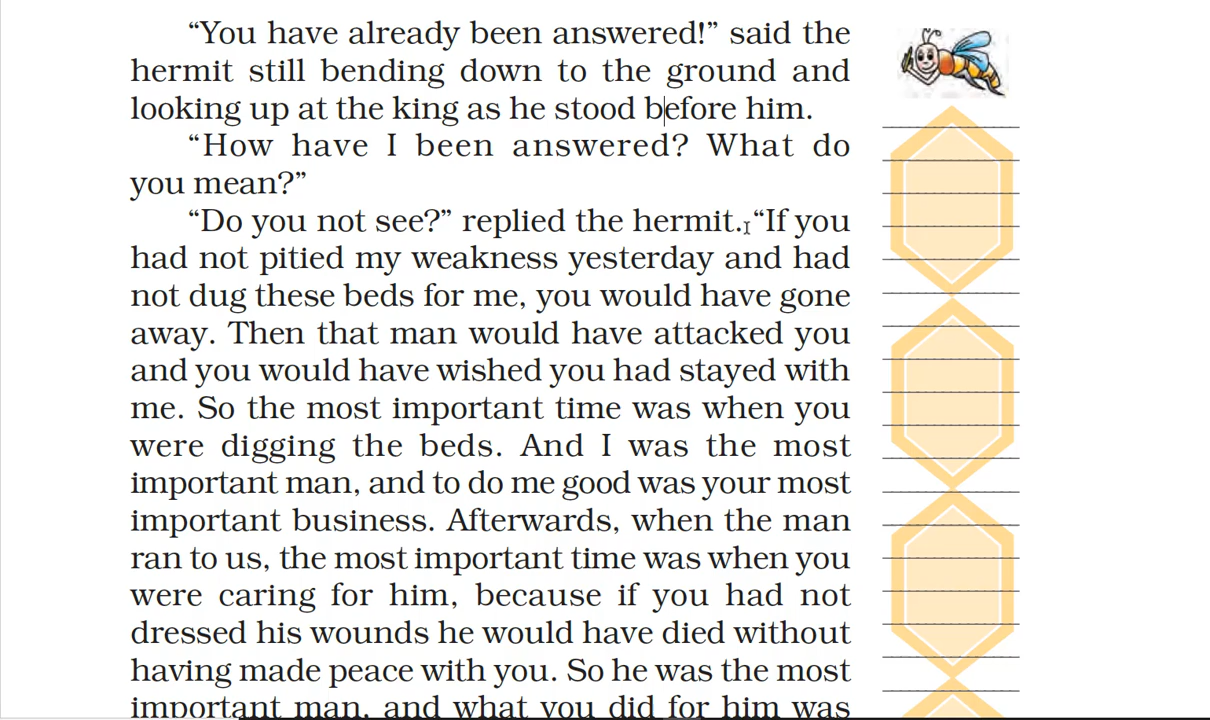 “You have already been answered!” said the
hermit still bending down to the ground and
looking up at the king as he stood before him.
“How have I been answered? What do
you mean?”
“Do you not see?” replied the hermit. “If you
had not pitied my weakness yesterday and had
not dug these beds for me, you would have gone
away. Then that man would have attacked you
and you would have wished you had stayed with
me. So the most important time was when you
were digging the beds. And I was the most
important man, and to do me good was your most
important business. Afterwards, when the man
ran to us, the most important time was when you
were caring for him, because if you had not
dressed his wounds he would have died without
having made peace with you. So he was the most
important man, and what you did for him was